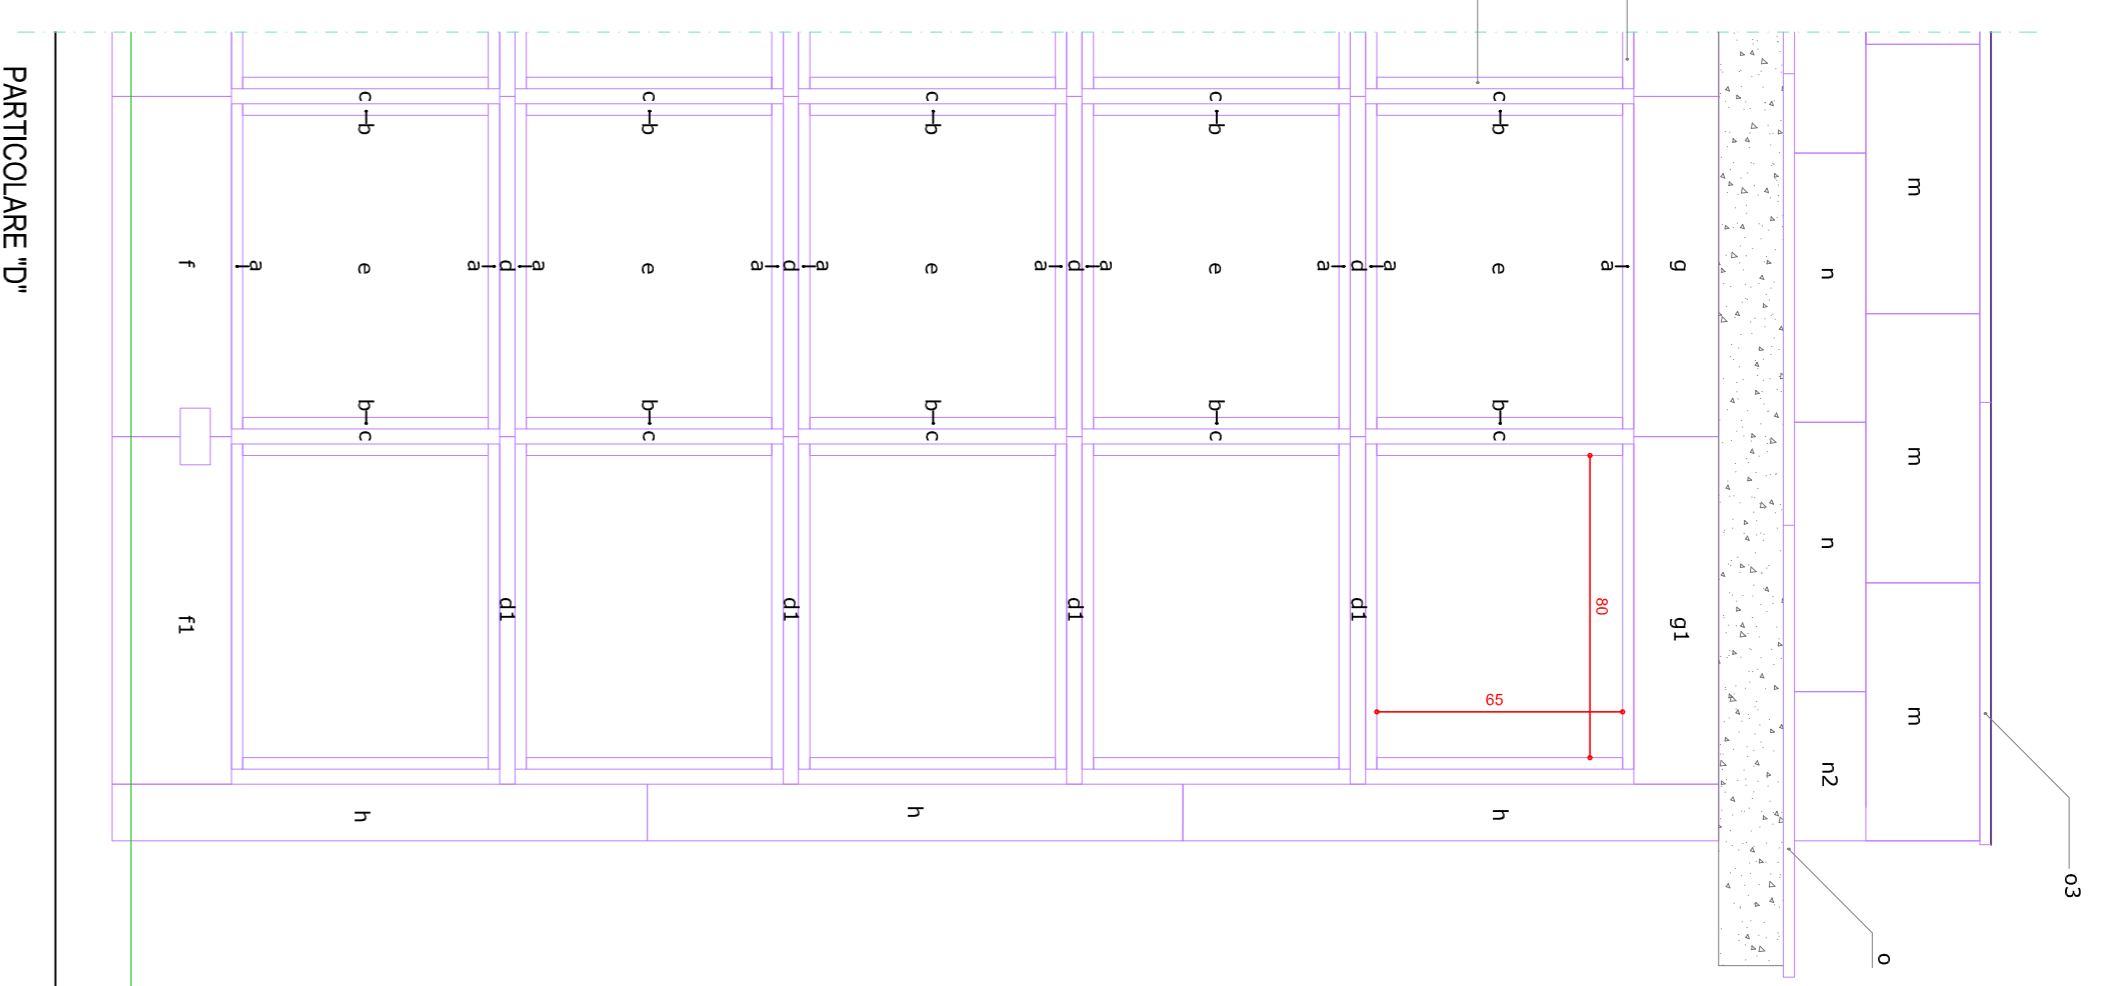 PARTICOLARE "D"
c c c c c
b b b b b
m
f a e a d a e a d a e a d a e a d a e a g n
b b b b b
c c c c c
m
n
f1 d1 d1 d1 d1 80 g1
65
m
n2
h h h
o3
o